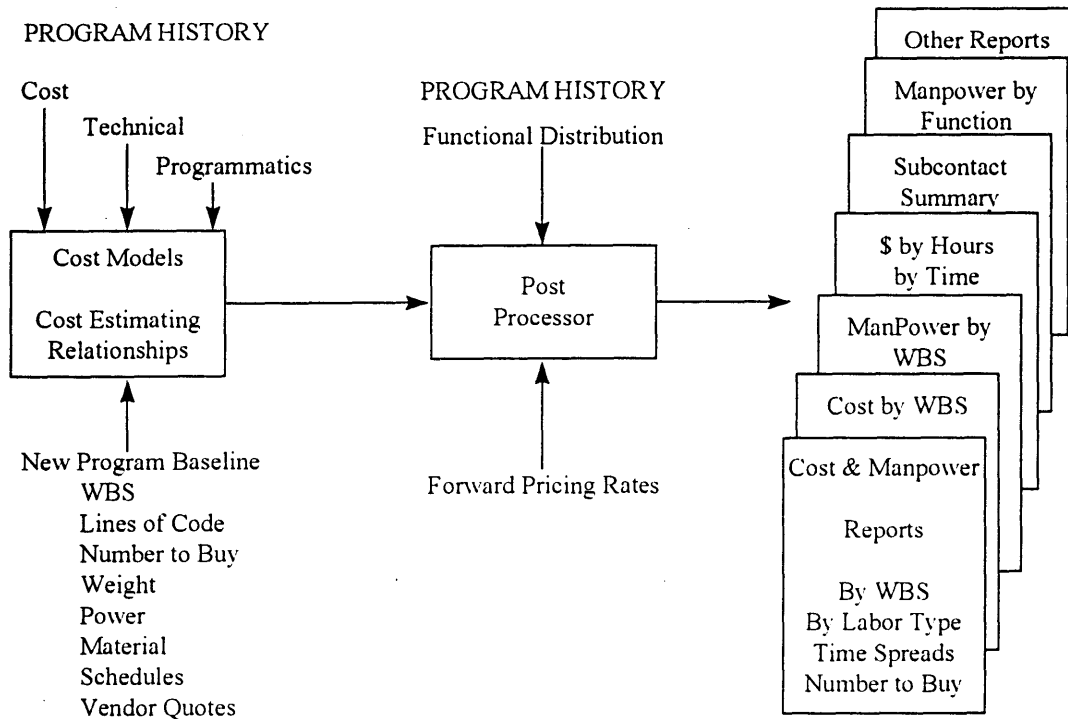 PROGRAM HISTORY
Cost
Technical
Programmatics
Cost Models
Cost Estimating
Relationships
New Program Baseline
WBS
Lines of Code
Number to Buy
Weight
Power
Material
Schedules
Vendor Quotes
PROGRAM HISTORY
Functional Distribution
Post
Processor
Forward Pricing Rates
Other Reports
Manpower by
Function
Subcontact
Summary
$ by Hours
by Time
ManPower by
WBS
Cost by WBS
Cost & Manpower
Reports
By WBS
By Labor Type
Time Spreads
Number to Buy